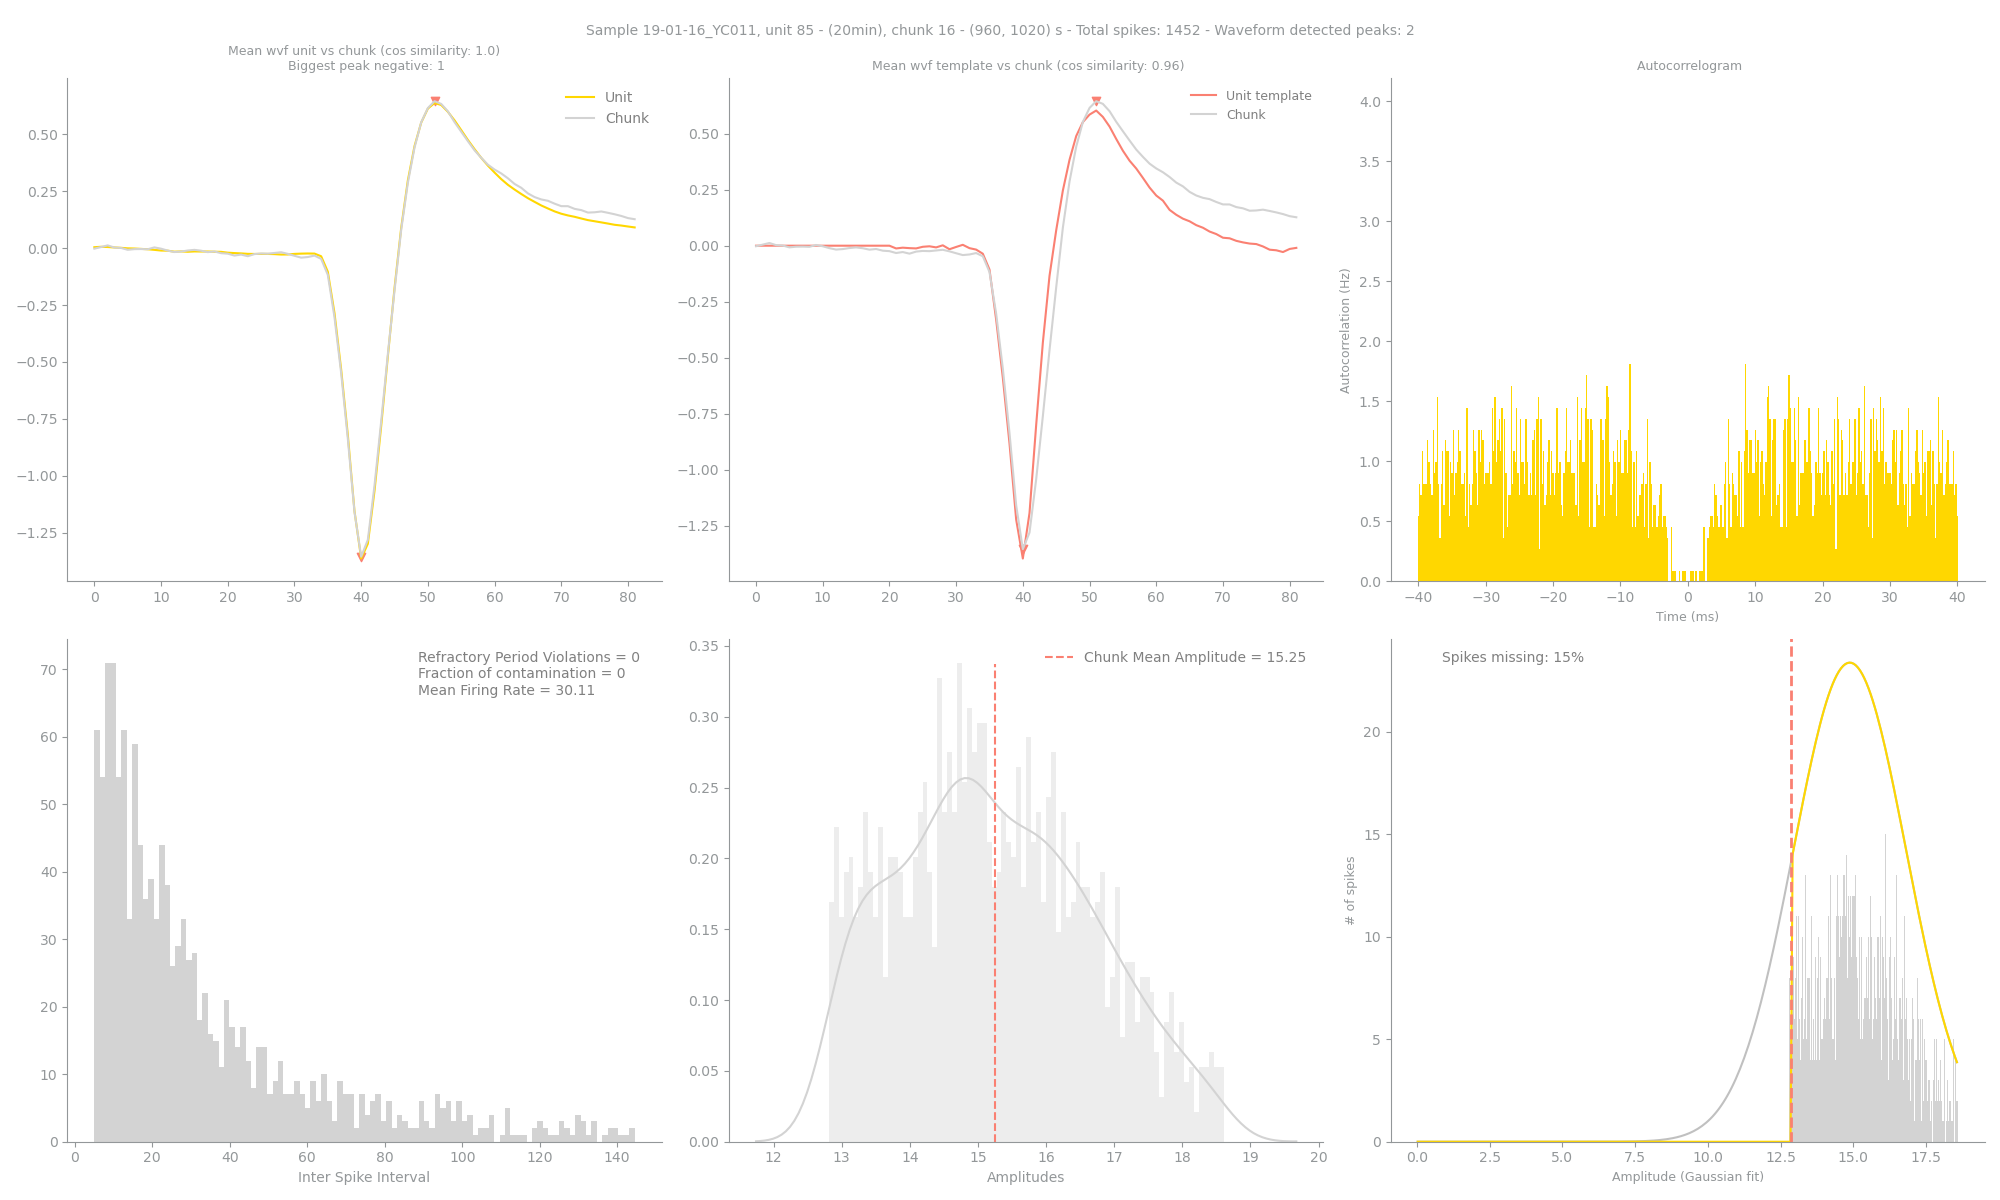 Sample 19-01-16_YC011, unit 85 - (20min), chunk 16 - (960, 1020) s - Total spikes: 1452 - Waveform detected peaks: 2
Mean wvf unit vs chunk (cos similarity: 1.0)
Biggest peak negative: 1
Unit
Chunk
0.50
0.25
0.00
−0.25
−0.50
−0.75
−1.00
−1.25
0 10 20 30 40 50 60 70 80
Mean wvf template vs chunk (cos similarity: 0.96)
Unit template
Chunk
0.50
0.25
0.00
−0.25
−0.50
−0.75
−1.00
−1.25
0 10 20 30 40 50 60 70 80
Autocorrelogram
Autocorrelation (Hz)
4.0
3.5
3.0
2.5
2.0
1.5
1.0
0.5
0.0
−40 −30 −20 −10 0 10 20 30 40
Time (ms)
Refractory Period Violations = 0
Fraction of contamination = 0
Mean Firing Rate = 30.11
70
60
50
40
30
20
10
0
0 20 40 60 80 100 120 140
Inter Spike Interval
Chunk Mean Amplitude = 15.25
0.35
0.30
0.25
0.20
0.15
0.10
0.05
0.00
12 13 14 15 16 17 18 19 20
Amplitudes
Spikes missing: 15%
# of spikes
20
15
10
5
0
0.0 2.5 5.0 7.5 10.0 12.5 15.0 17.5
Amplitude (Gaussian fit)